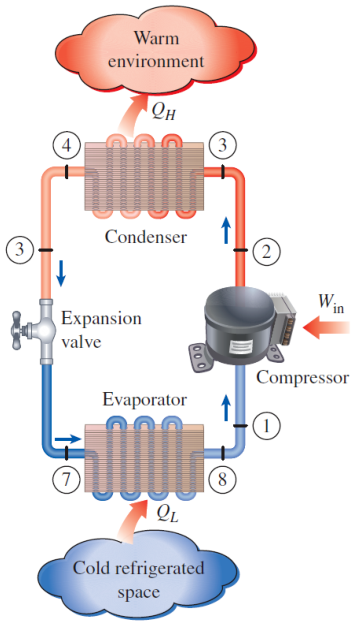 Warm
environment
Q_H
4
3
Condenser
3
2
Expansion
valve
W_in
Compressor
Evaporator
1
7
8
Q_L
Cold refrigerated
space